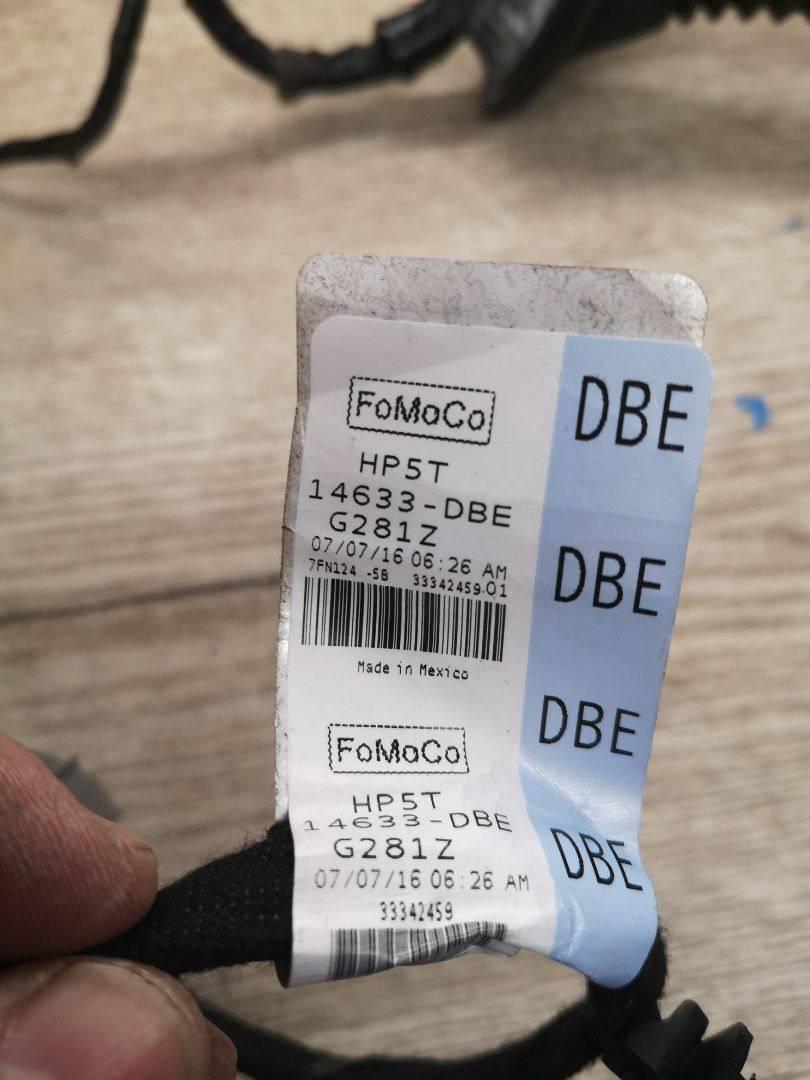 FoMoCo
HP5T
14633-DBE
G281Z
07/07/16 06:26 AM
7FN124 -5B 33342459.01
Made in Mexico
FoMoCo
HP5T
14633-DBE
G281Z
07/07/16 06:26 AM
33342459
DBE
DBE
DBE
DBE